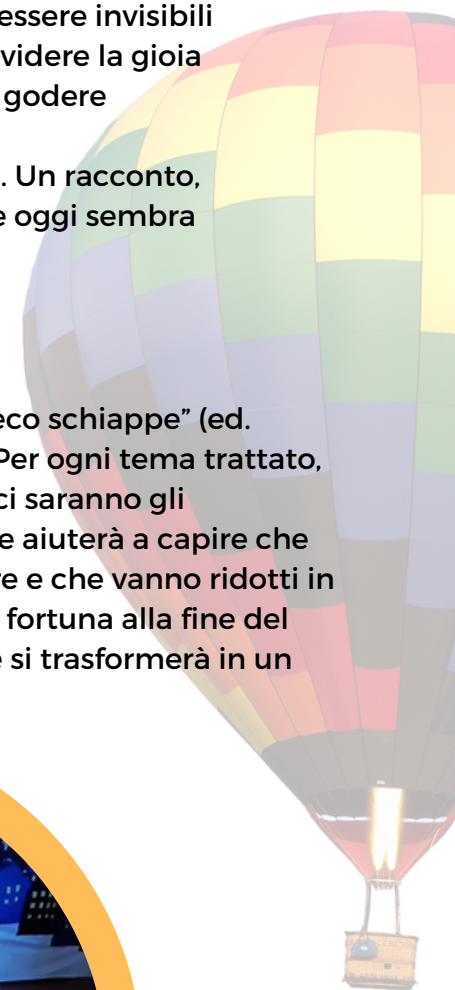 essere invisibili
videre la gioia
godere
. Un racconto,
e oggi sembra
eco schiappe” (ed.
Per ogni tema trattato,
ci saranno gli
e aiuterà a capire che
re e che vanno ridotti in
fortuna alla fine del
e si trasformerà in un